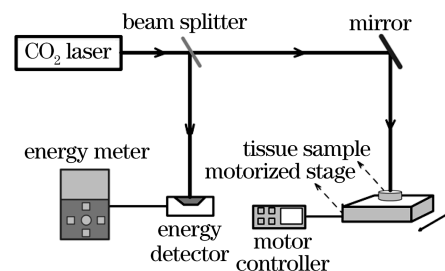 beam splitter
mirror
CO₂ laser
energy meter
tissue sample
motorized stage
energy
detector
motor
controller